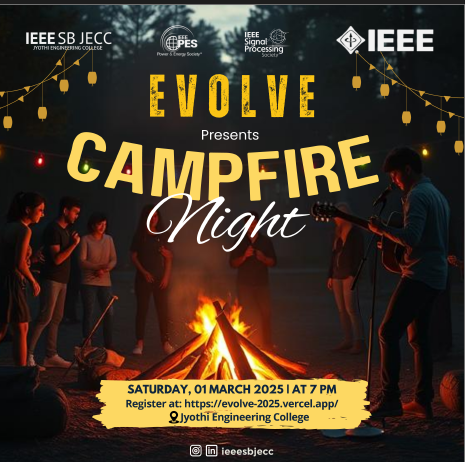 IEEE SB JECC
JYOTHI ENGINEERING COLLEGE
IEEE
PES
Power & Energy Society
IEEE
Signal
Processing
Society
IEEE
EVOLVE
Presents
CAMPFIRE
Night
SATURDAY, 01 MARCH 2025 | AT 7 PM
Register at: https://evolve-2025.vercel.app/
Jyothi Engineering College
ieeesbjecc